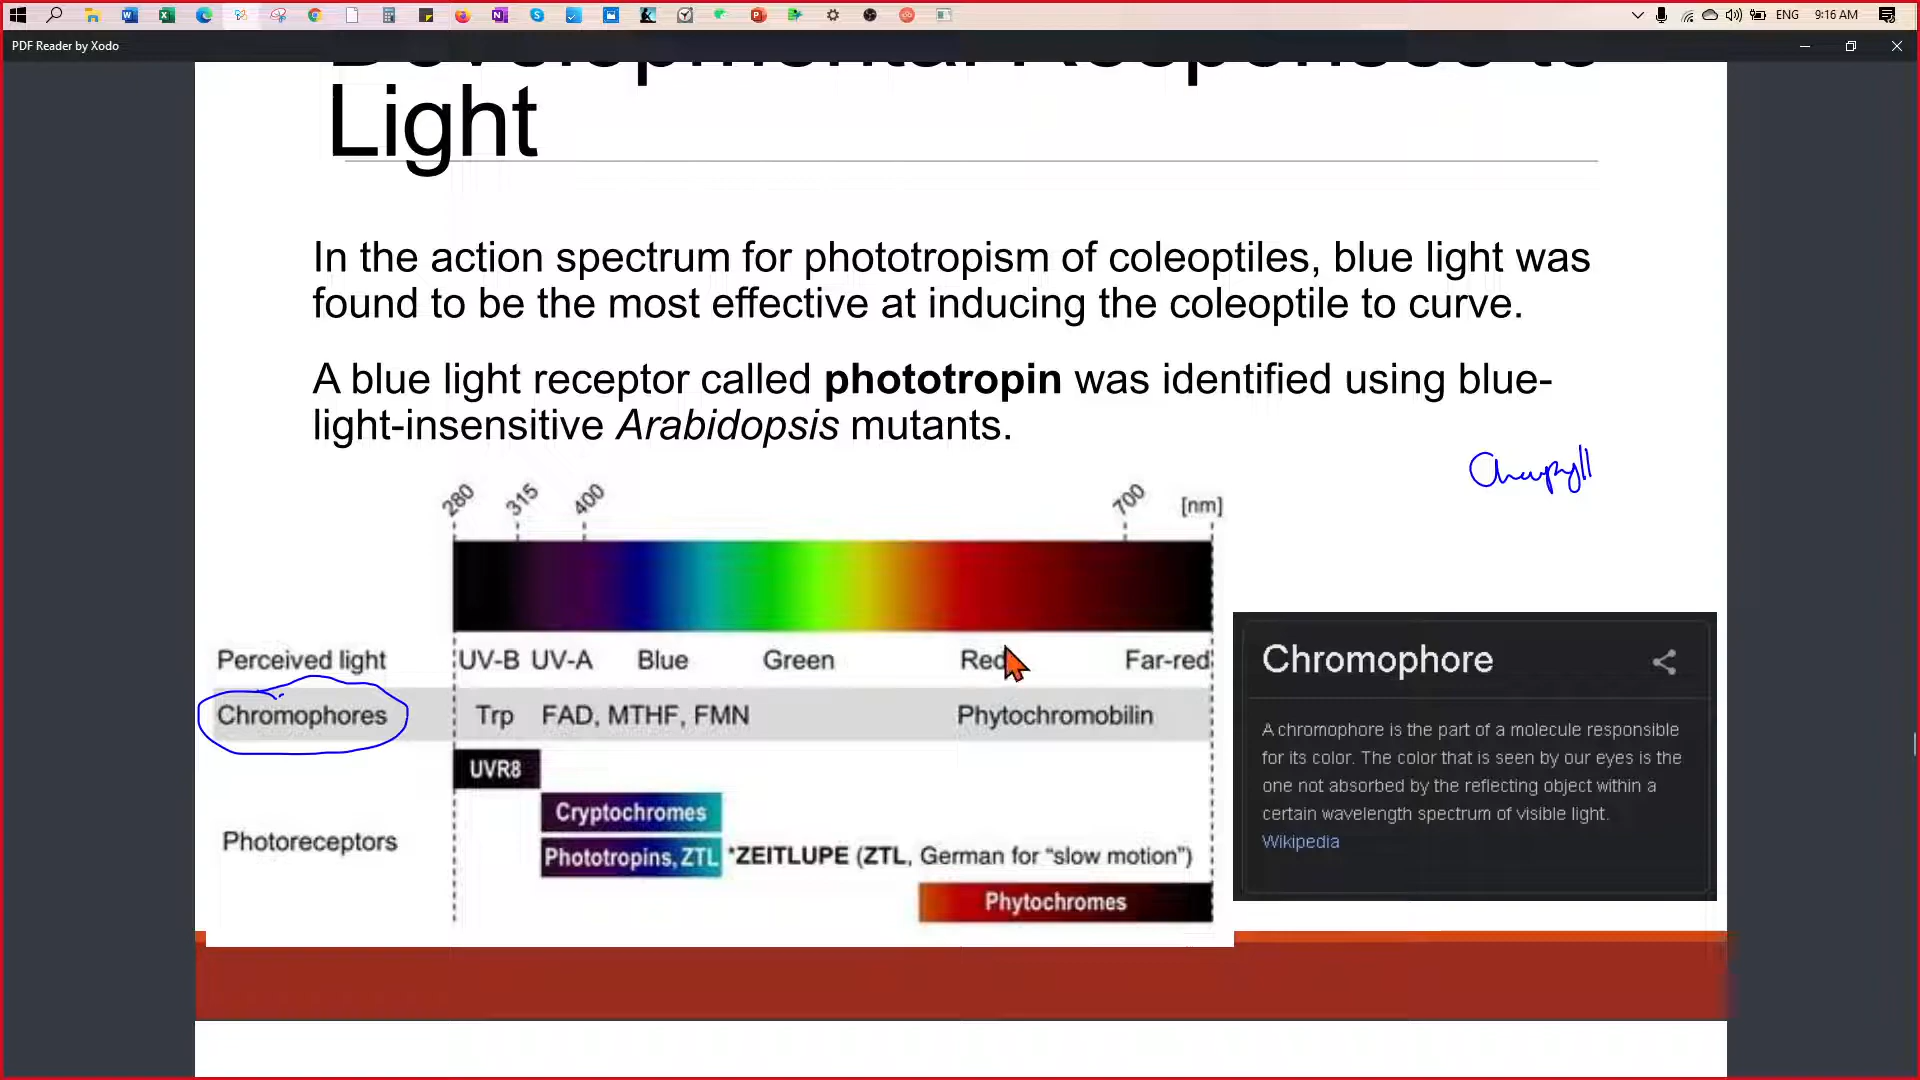 ENG
9:16 AM
PDF Reader by Xodo
Light
In the action spectrum for phototropism of coleoptiles, blue light was
found to be the most effective at inducing the coleoptile to curve.
A blue light receptor called phototropin was identified using blue-
light-insensitive Arabidopsis mutants.
280 315 400 700 [nm]
Perceived light UV-B UV-A Blue Green Red Far-red
Chromophores Trp FAD, MTHF, FMN Phytochromobilin
UVR8
Cryptochromes
Photoreceptors
Phototropins, ZTL *ZEITLUPE (ZTL, German for “slow motion”)
Phytochromes
Chromophore
A chromophore is the part of a molecule responsible
for its color. The color that is seen by our eyes is the
one not absorbed by the reflecting object within a
certain wavelength spectrum of visible light.
Wikipedia